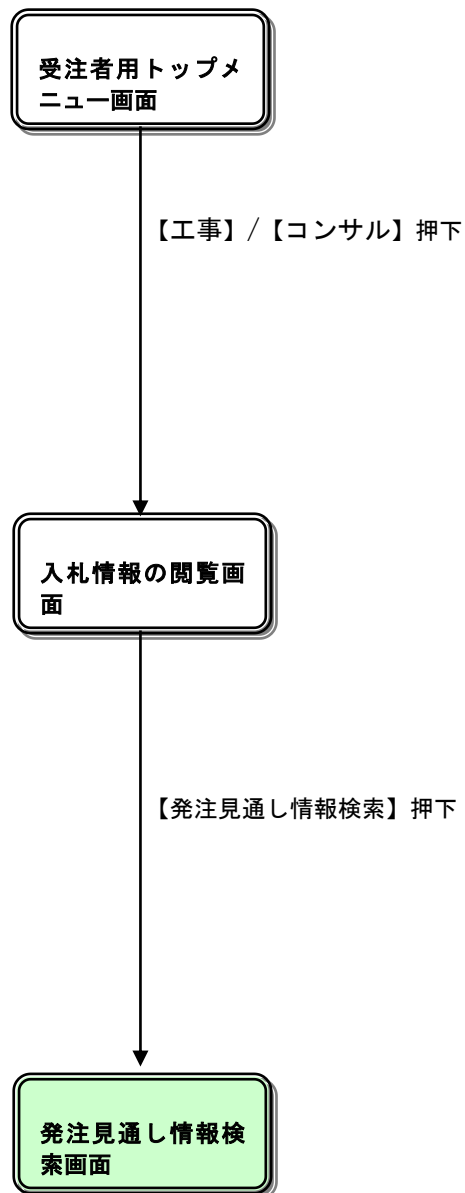 受注者用トップメ
ニュー画面
【工事】/【コンサル】押下
入札情報の閲覧画
面
【発注見通し情報検索】押下
発注見通し情報検
索画面